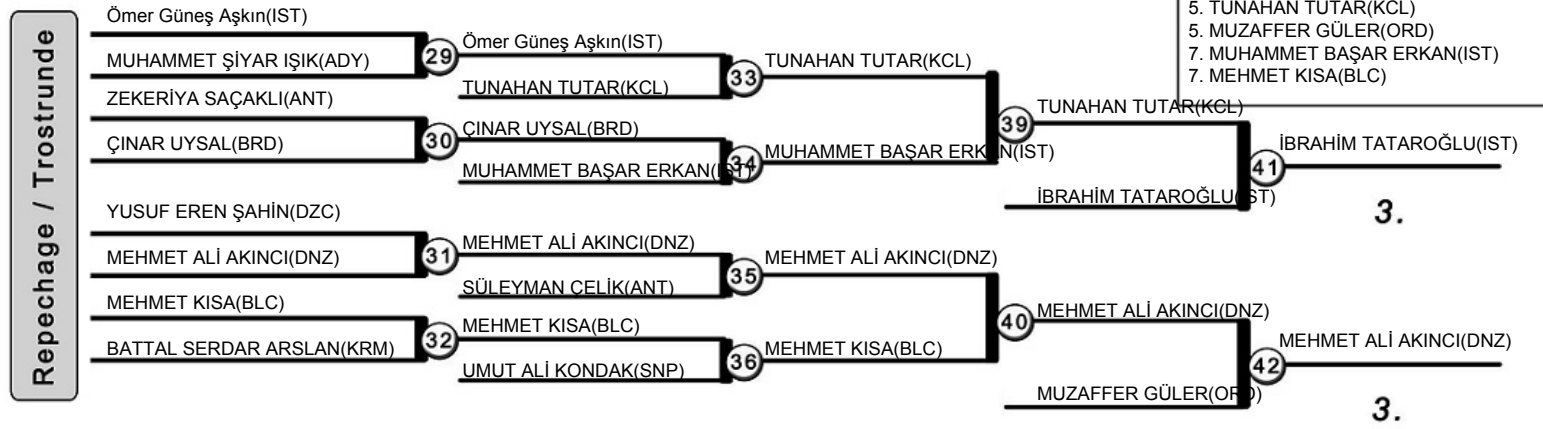 Repechage / Trostrunde
Ömer Güneş Aşkın(IST)
MUHAMMET ŞİYAR IŞIK(ADY)
ZEKERİYA SAÇAKLI(ANT)
ÇINAR UYSAL(BRD)
YUSUF EREN ŞAHİN(DZC)
MEHMET ALİ AKINCI(DNZ)
MEHMET KISA(BLC)
BATTAL SERDAR ARSLAN(KRM)
29
30
31
32
Ömer Güneş Aşkın(IST)
TUNAHAN TUTAR(KCL)
ÇINAR UYSAL(BRD)
MUHAMMET BAŞAR ERKAN(IST)
MEHMET ALİ AKINCI(DNZ)
SÜLEYMAN ÇELİK(ANT)
MEHMET KISA(BLC)
UMUT ALİ KONDAK(SNP)
33
34
35
36
TUNAHAN TUTAR(KCL)
MUHAMMET BAŞAR ERKAN(IST)
MEHMET ALİ AKINCI(DNZ)
MEHMET KISA(BLC)
39
40
TUNAHAN TUTAR(KCL)
İBRAHİM TATAROĞLU(IST)
MEHMET ALİ AKINCI(DNZ)
MUZAFFER GÜLER(ORD)
41
42
İBRAHİM TATAROĞLU(IST)
3.
MEHMET ALİ AKINCI(DNZ)
3.
5. TUNAHAN TUTAR(KCL)
5. MUZAFFER GÜLER(ORD)
7. MUHAMMET BAŞAR ERKAN(IST)
7. MEHMET KISA(BLC)